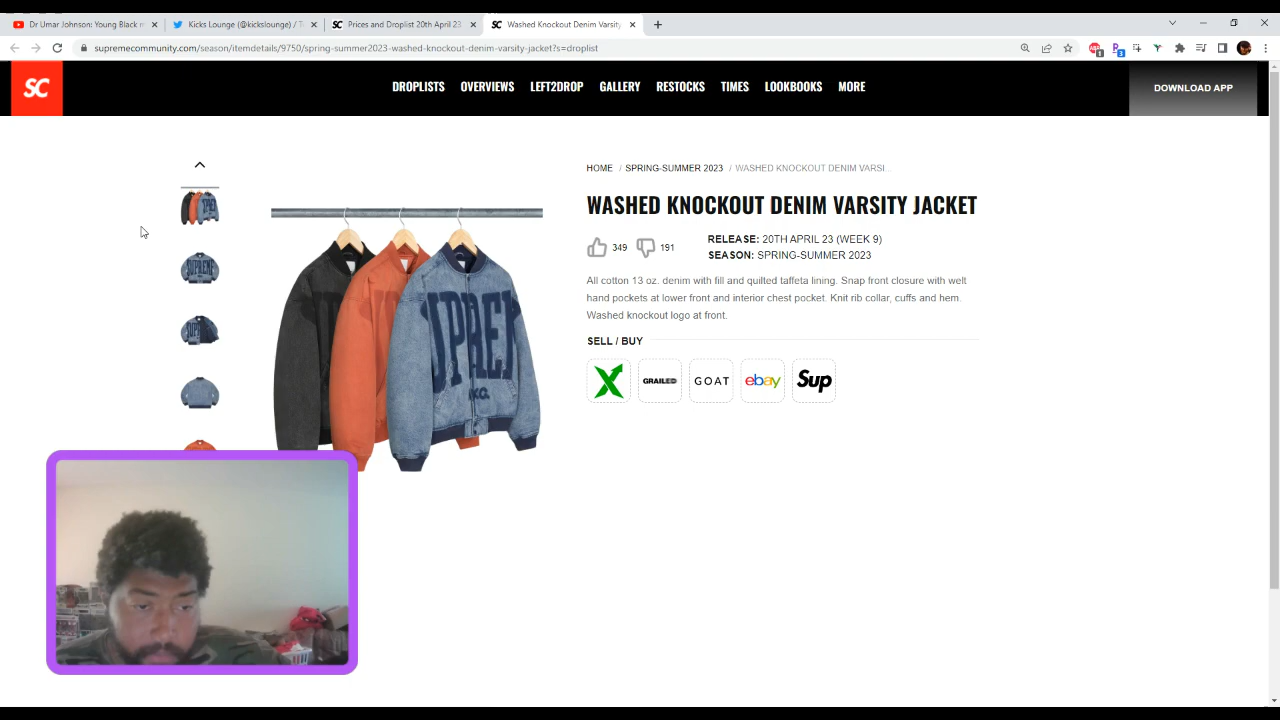 Dr Umar Johnson: Young Black m
Kicks Lounge (@kickslounge) / T
Prices and Droplist 20th April 23
Washed Knockout Denim Varsity
supremecommunity.com/season/itemdetails/9750/spring-summer2023-washed-knockout-denim-varsity-jacket?s=droplist
SC
DROPLISTS
OVERVIEWS
LEFT2DROP
GALLERY
RESTOCKS
TIMES
LOOKBOOKS
MORE
DOWNLOAD APP
HOME / SPRING-SUMMER 2023 / WASHED KNOCKOUT DENIM VARSI...
WASHED KNOCKOUT DENIM VARSITY JACKET
349
191
RELEASE: 20TH APRIL 23 (WEEK 9)
SEASON: SPRING-SUMMER 2023
All cotton 13 oz. denim with fill and quilted taffeta lining. Snap front closure with welt
hand pockets at lower front and interior chest pocket. Knit rib collar, cuffs and hem.
Washed knockout logo at front.
SELL / BUY
X
GRAILED
GOAT
ebay
Sup
SUPREME